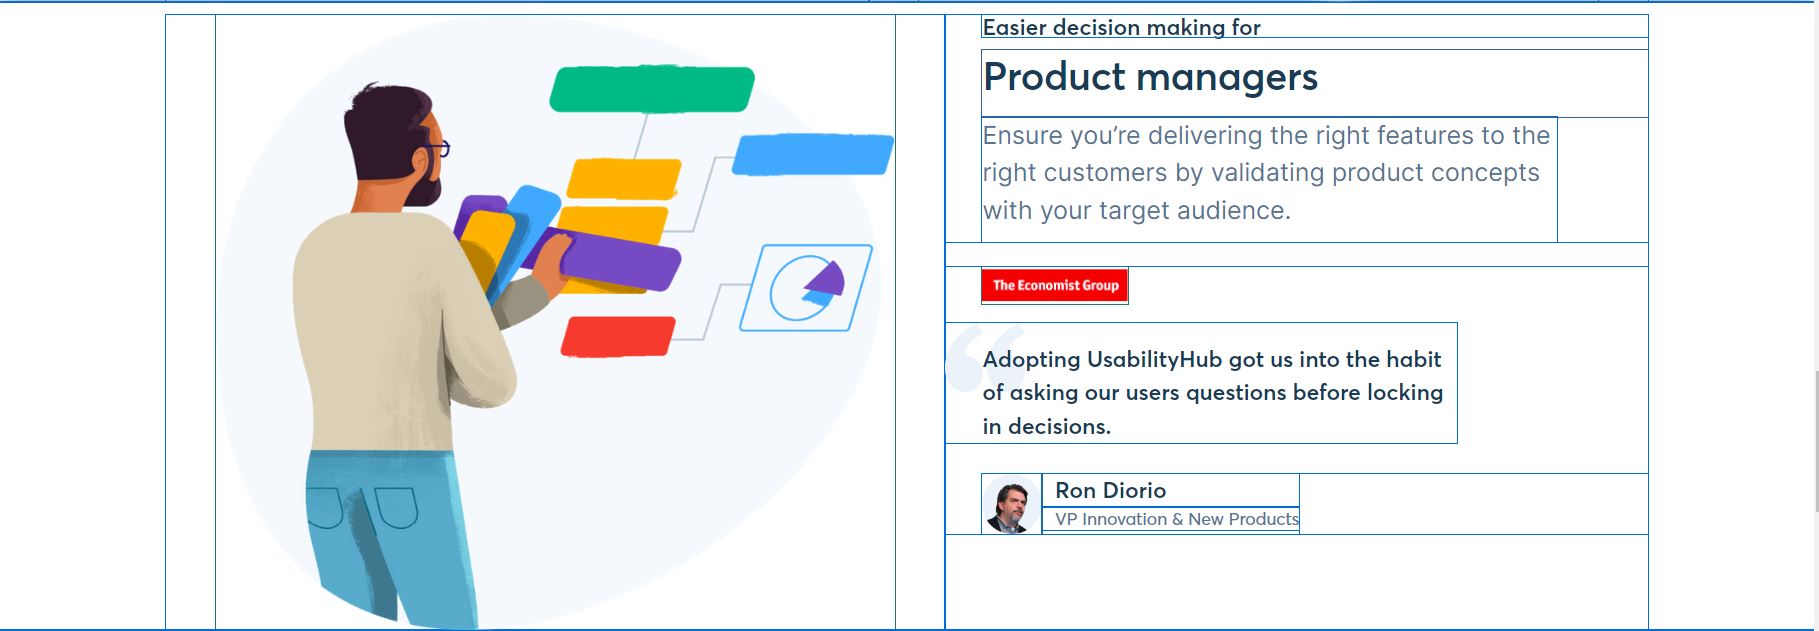 Easier decision making for
Product managers
Ensure you’re delivering the right features to the
right customers by validating product concepts
with your target audience.
The Economist Group
“
Adopting UsabilityHub got us into the habit
of asking our users questions before locking
in decisions.
Ron Diorio
VP Innovation & New Products